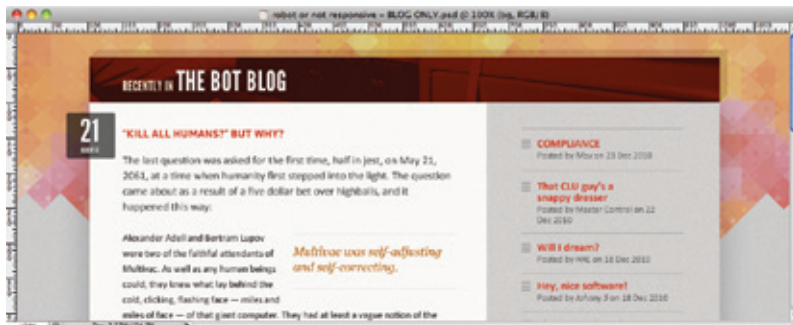 robot or not responsive – BLOG ONLY.psd @ 100% (bg, RGB/8)
RECENTLY IN THE BOT BLOG
21
"KILL ALL HUMANS?" BUT WHY?
The last question was asked for the first time, half in jest, on May 21,
2061, at a time when humanity first stepped into the light. The question
came about as a result of a five dollar bet over highballs, and it
happened this way:
Alexander Adell and Bertram Lupov
were two of the faithful attendants of
Multivac. As well as any human beings
could, they knew what lay behind the
cold, clicking, flashing face — miles and
miles of face — of that giant computer. They had at least a vague notion of the
Multivac was self-adjusting
and self-correcting.
COMPLIANCE
Posted by Max on 23 Dec 2010
That CLU guy's a
snappy dresser
Posted by Master Control on 22
Dec 2010
Will I dream?
Posted by HAL on 18 Dec 2010
Hey, nice software!
Posted by Johnny 5 on 18 Dec 2010